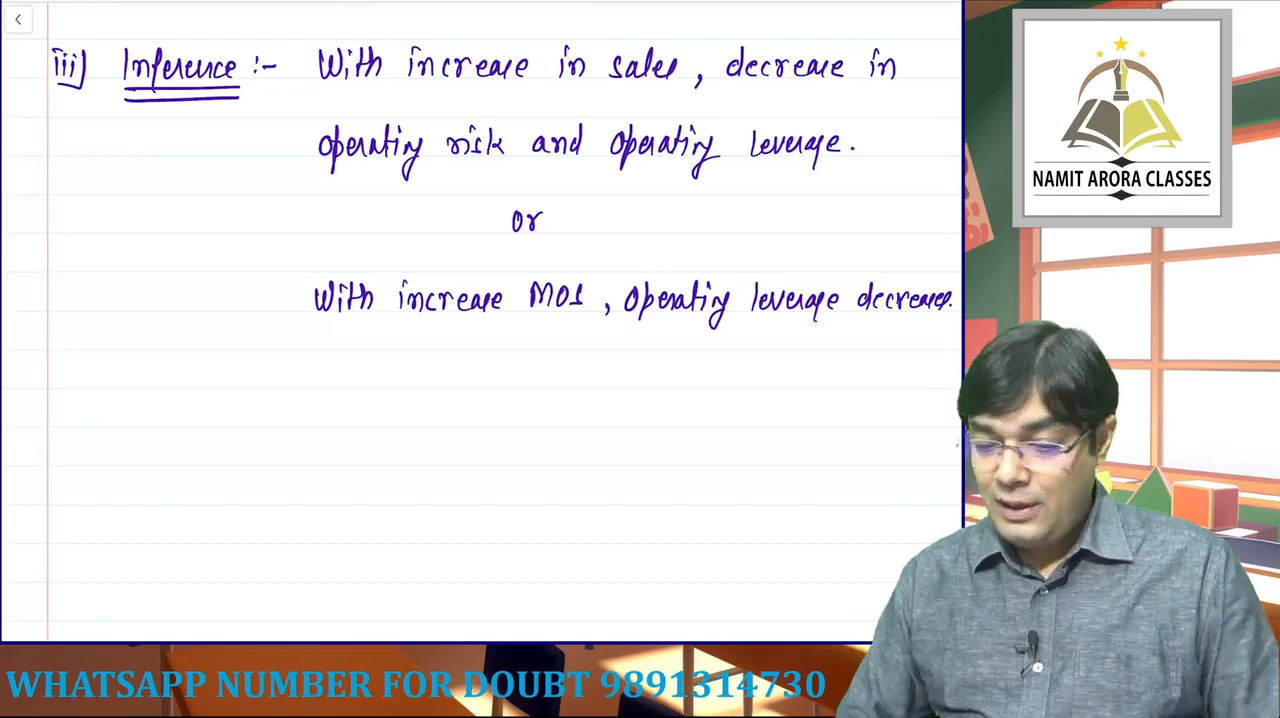 iii) Inference :- With increase in sales, decrease in
operating risk and operating leverage.
or
With increase MOS, operating leverage decreases.
NAMIT ARORA CLASSES
WHATSAPP NUMBER FOR DOUBT 9891314730